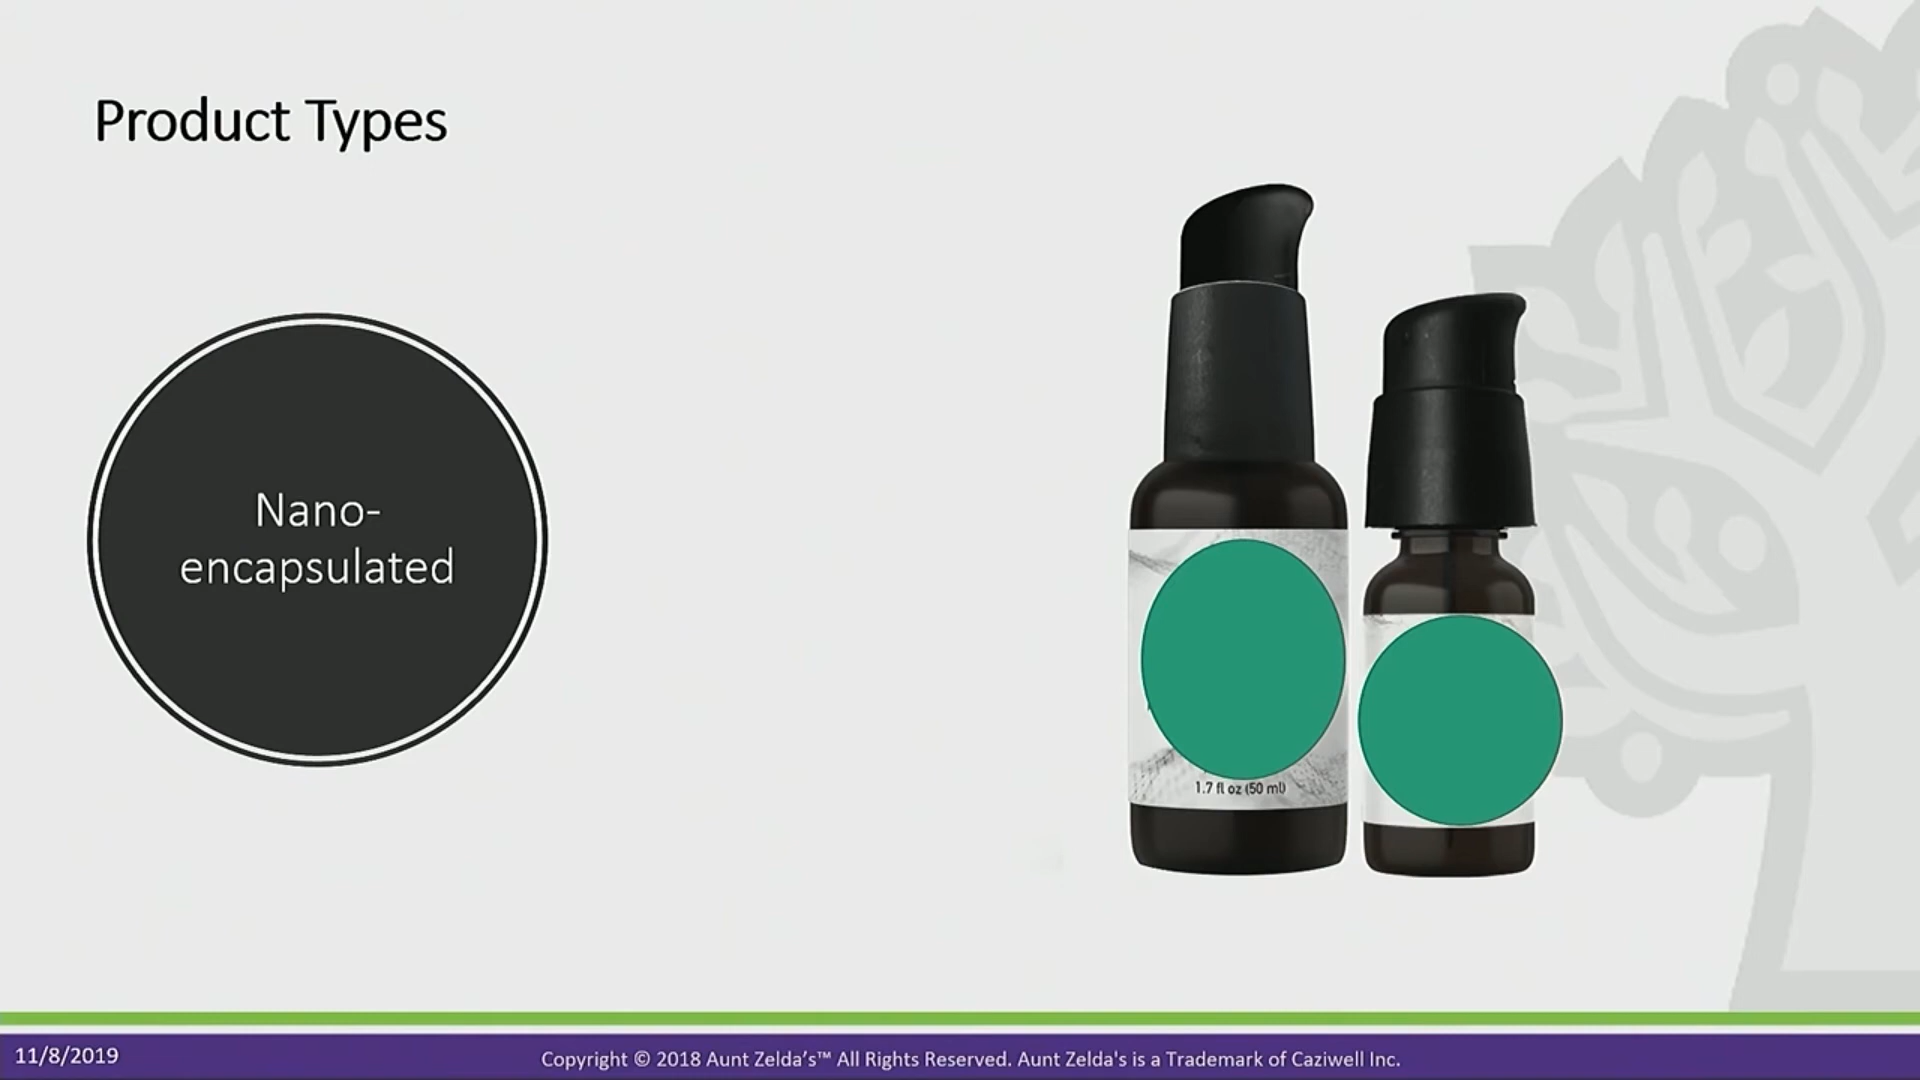 Product Types
Nano-
encapsulated
1.7 fl oz (50 ml)
11/8/2019
Copyright © 2018 Aunt Zelda’s™ All Rights Reserved. Aunt Zelda's is a Trademark of Caziwell Inc.